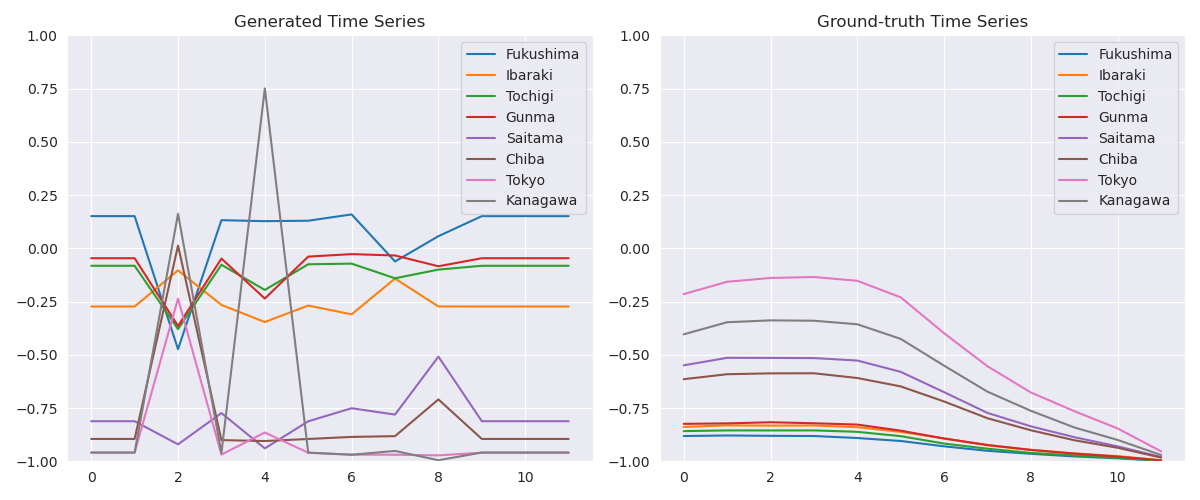 Generated Time Series
1.00
0.75
0.50
0.25
0.00
−0.25
−0.50
−0.75
−1.00
0 2 4 6 8 10
Fukushima
Ibaraki
Tochigi
Gunma
Saitama
Chiba
Tokyo
Kanagawa
Ground-truth Time Series
1.00
0.75
0.50
0.25
0.00
−0.25
−0.50
−0.75
−1.00
0 2 4 6 8 10
Fukushima
Ibaraki
Tochigi
Gunma
Saitama
Chiba
Tokyo
Kanagawa